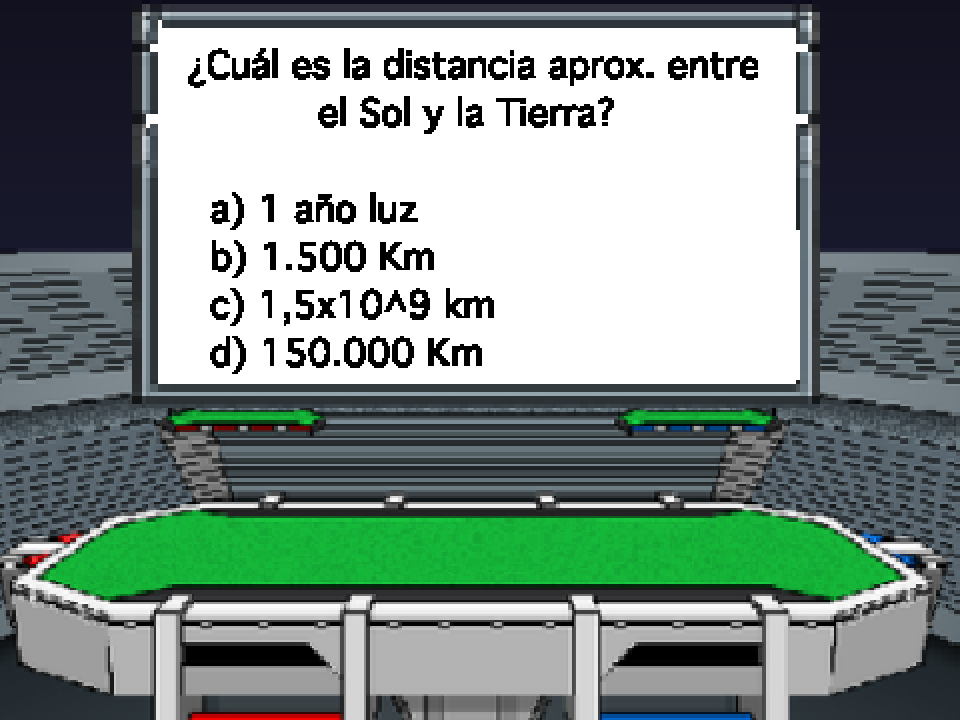 ¿Cuál es la distancia aprox. entre
el Sol y la Tierra?
a) 1 año luz
b) 1.500 Km
c) 1,5x10^9 km
d) 150.000 Km